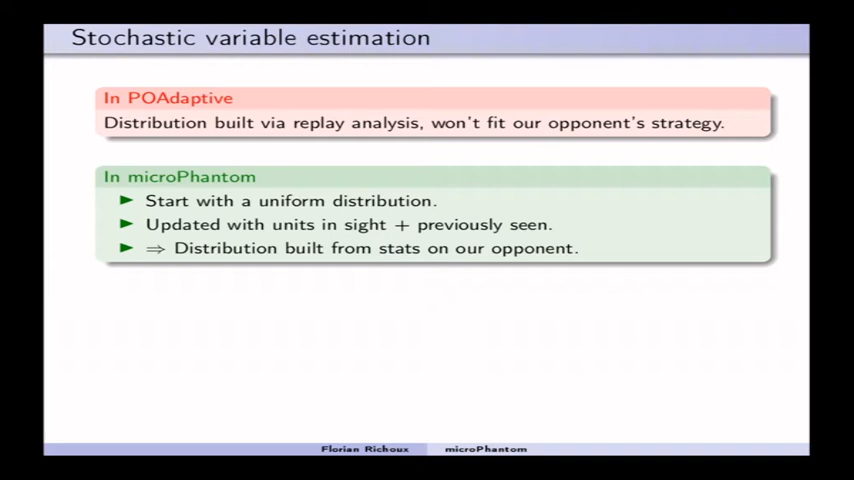 Stochastic variable estimation
In POAdaptive
Distribution built via replay analysis, won't fit our opponent's strategy.
In microPhantom
▶ Start with a uniform distribution.
▶ Updated with units in sight + previously seen.
▶ ⇒ Distribution built from stats on our opponent.
Florian Richoux microPhantom